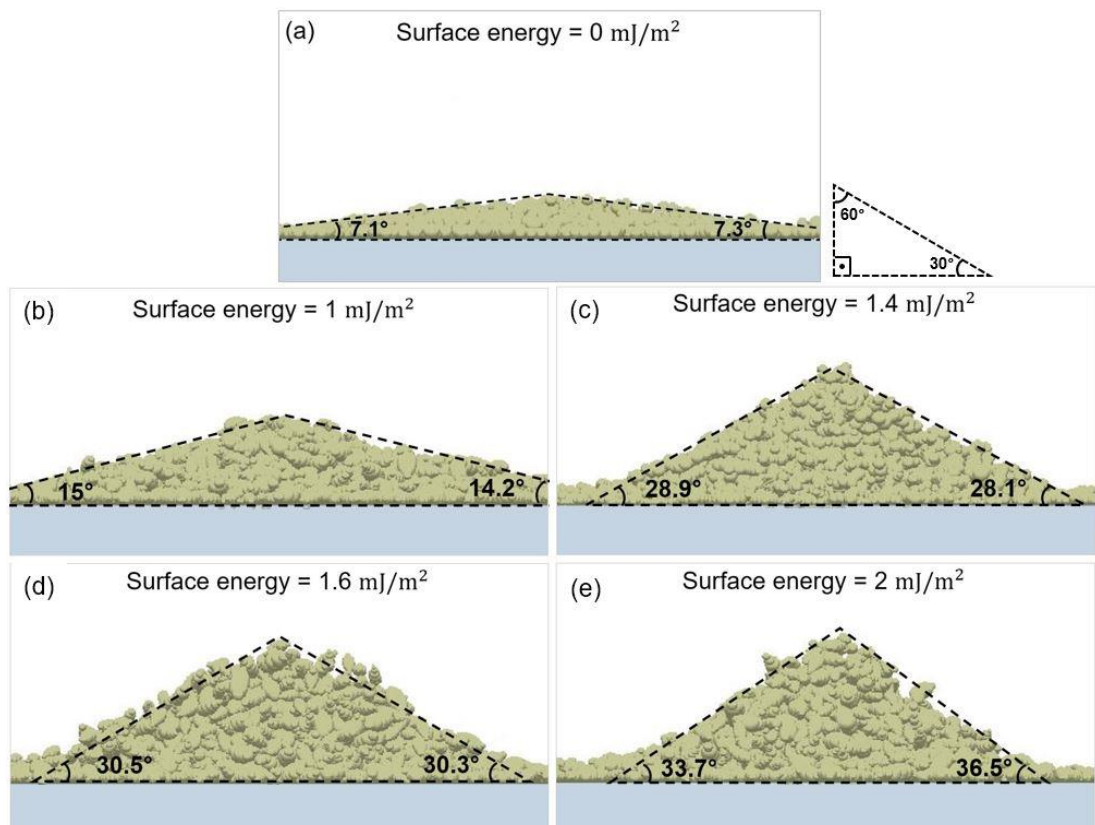 (a) Surface energy = 0 mJ/m²
7.1° 7.3°
60°
30°
(b) Surface energy = 1 mJ/m²
15° 14.2°
(c) Surface energy = 1.4 mJ/m²
28.9° 28.1°
(d) Surface energy = 1.6 mJ/m²
30.5° 30.3°
(e) Surface energy = 2 mJ/m²
33.7° 36.5°